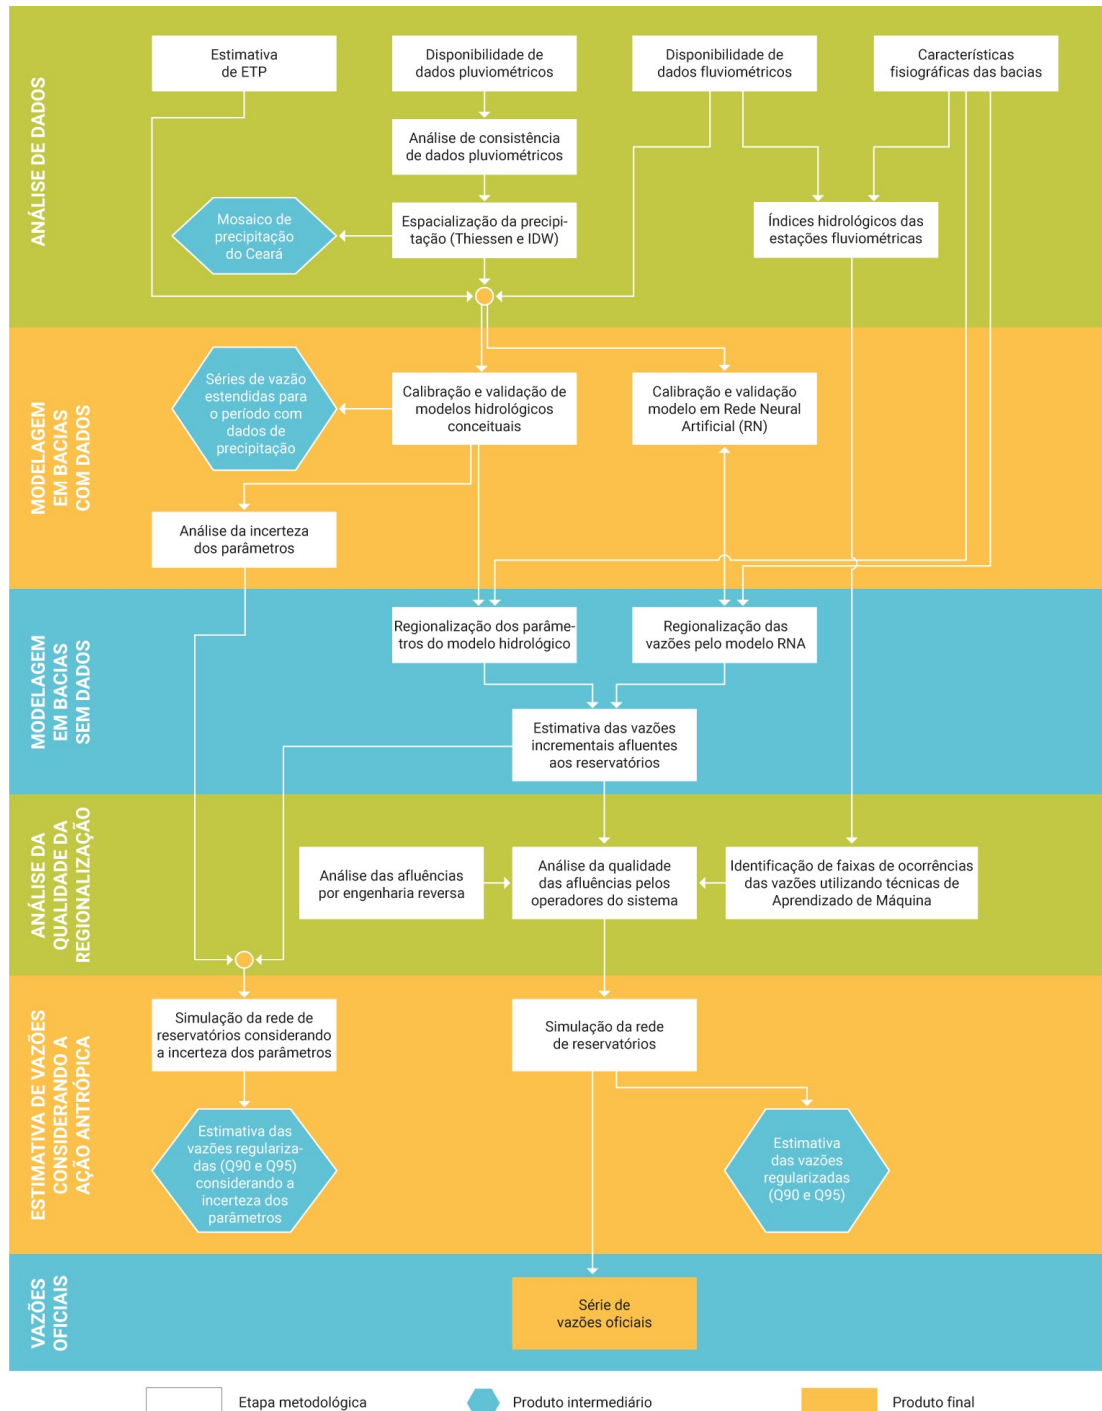 ANÁLISE DE DADOS
Estimativa
de ETP
Disponibilidade de
dados pluviométricos
Disponibilidade de
dados fluviométricos
Características
fisiográficas das bacias
Análise de consistência
de dados pluviométricos
Mosaico de
precipitação
do Ceará
Espacialização da precipi-
tação (Thiessen e IDW)
Índices hidrológicos das
estações fluviométricas
MODELAGEM
EM BACIAS
COM DADOS
Séries de vazão
estendidas para
o período com
dados de
precipitação
Calibração e validação de
modelos hidrológicos
conceituais
Calibração e validação
modelo em Rede Neural
Artificial (RN)
Análise da incerteza
dos parâmetros
MODELAGEM
EM BACIAS
SEM DADOS
Regionalização dos parâme-
tros do modelo hidrológico
Regionalização das
vazões pelo modelo RNA
Estimativa das vazões
incrementais afluentes
aos reservatórios
ANÁLISE DA
QUALIDADE DA
REGIONALIZAÇÃO
Análise das afluências
por engenharia reversa
Análise da qualidade
das afluências pelos
operadores do sistema
Identificação de faixas de ocorrências
das vazões utilizando técnicas de
Aprendizado de Máquina
ESTIMATIVA DE VAZÕES
CONSIDERANDO A
AÇÃO ANTRÓPICA
Simulação da rede de
reservatórios considerando
a incerteza dos parâmetros
Simulação da rede
de reservatórios
Estimativa das
vazões regulariza-
das (Q90 e Q95)
considerando a
incerteza dos
parâmetros
Estimativa
das vazões
regularizadas
(Q90 e Q95)
VAZÕES
OFICIAIS
Série de
vazões oficiais
Etapa metodológica
Produto intermediário
Produto final